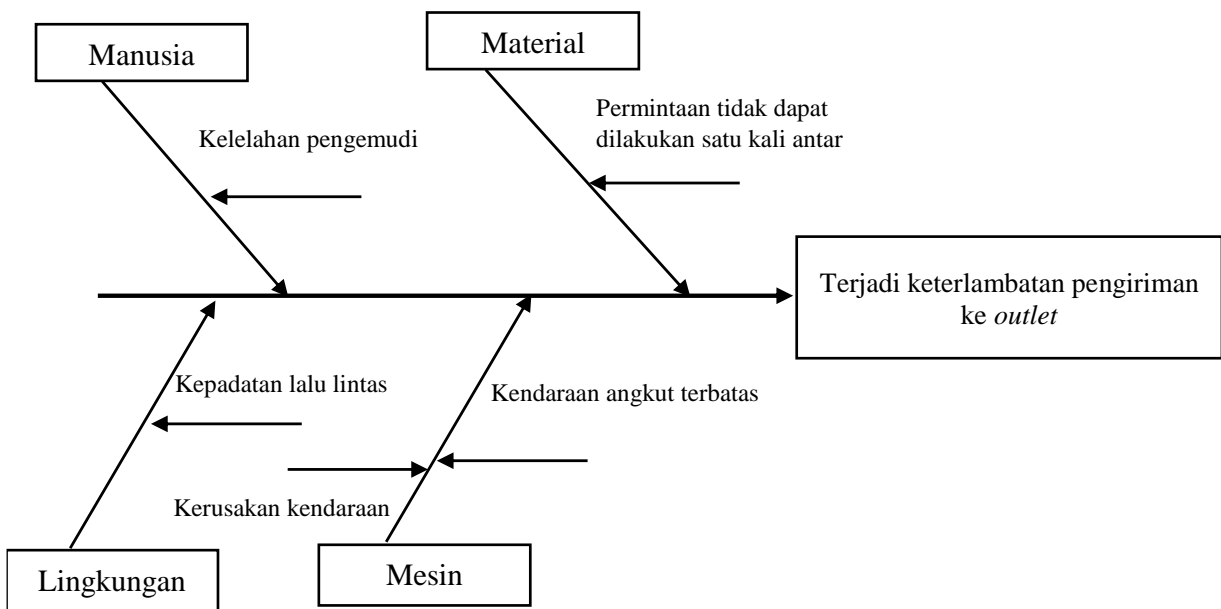 Manusia
Material
Permintaan tidak dapat
dilakukan satu kali antar
Kelelahan pengemudi
Terjadi keterlambatan pengiriman
ke outlet
Kepadatan lalu lintas
Kendaraan angkut terbatas
Kerusakan kendaraan
Lingkungan
Mesin